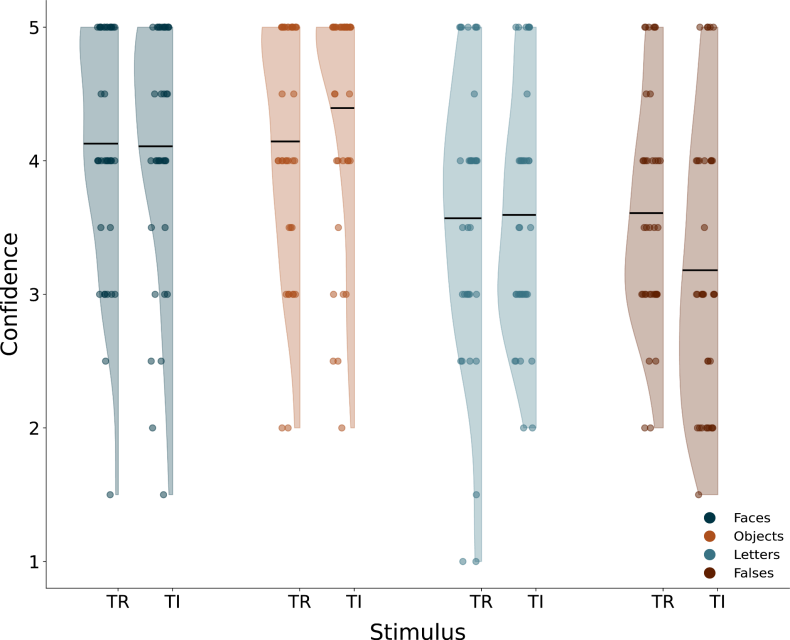 5
4
3
2
1
Confidence
TR TI TR TI TR TI TR TI
Stimulus
Faces
Objects
Letters
Falses